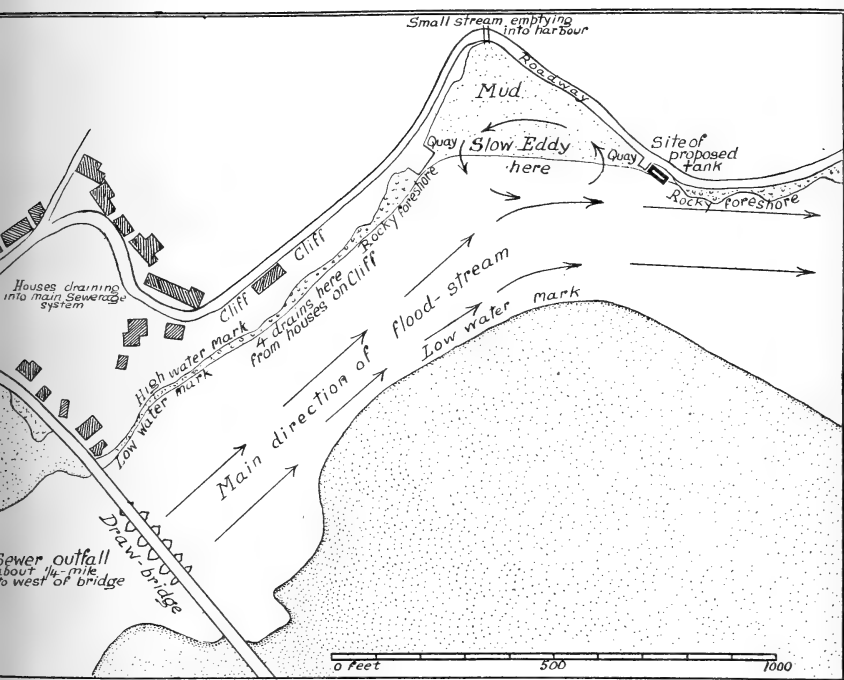 Small stream emptying
into harbour
Roadway
Mud
Quay
Slow Eddy
here
Quay
Site of
proposed
tank
Rocky foreshore
Rocky foreshore
Cliff
Cliff
Houses draining
into main Sewerage
system
4 drains here
from houses on Cliff
High water mark
Low water mark
Main direction of flood-stream
Low water mark
Draw-bridge
Sewer outfall
about 1/4-mile
to west of bridge
0 feet 500 1000